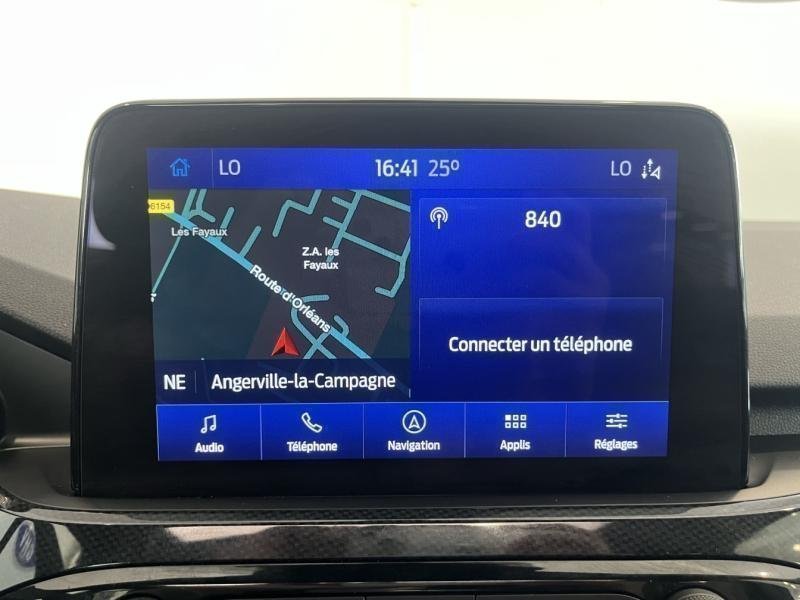 LO 16:41 25° LO
6154
Les Fayaux
Z.A. les
Fayaux
Route d'Orléans
NE Angerville-la-Campagne
840
Connecter un téléphone
Audio Téléphone Navigation Applis Réglages